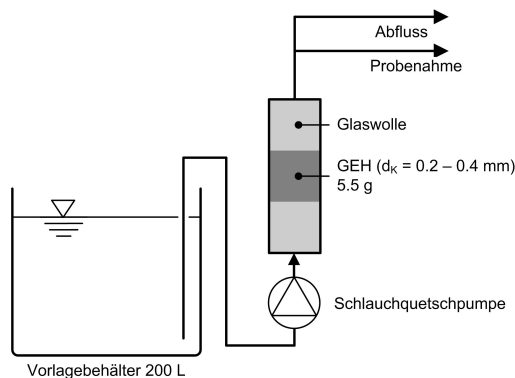 Abfluss
Probenahme
Glaswolle
GEH (dK = 0.2 – 0.4 mm)
5.5 g
Schlauchquetschpumpe
Vorlagebehälter 200 L